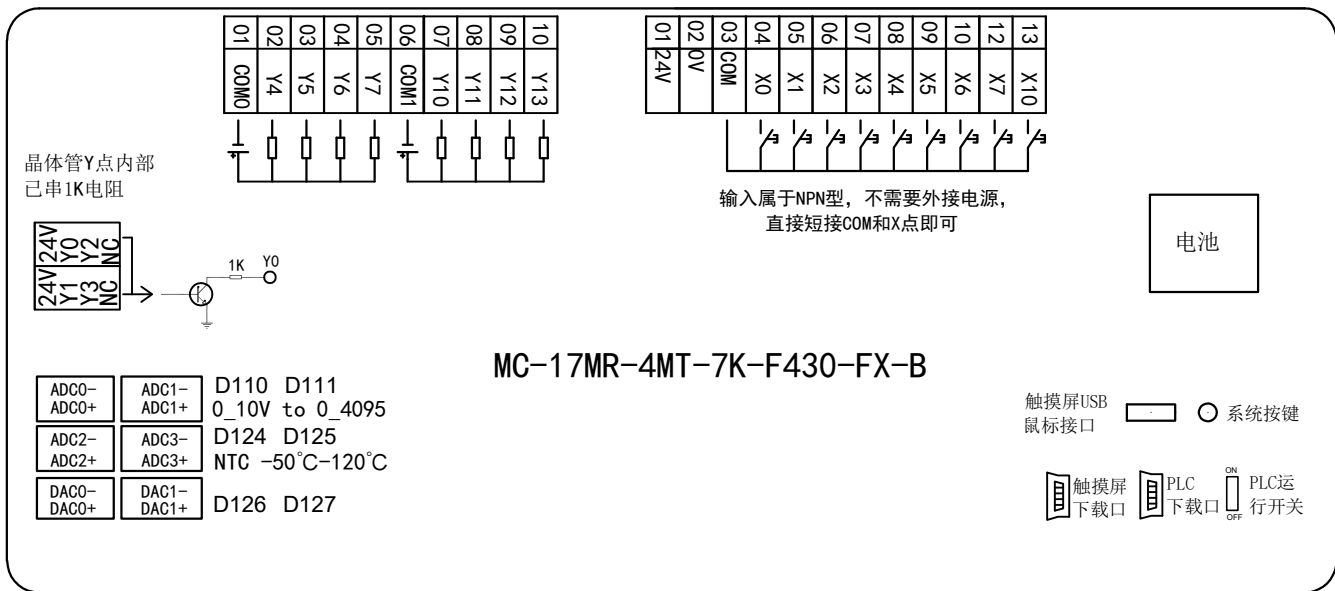 01 02 03 04 05 06 07 08 09 10
COM0 Y4 Y5 Y6 Y7 COM1 Y10 Y11 Y12 Y13
01 02 03 04 05 06 07 08 09 10 12 13
24V 0V COM X0 X1 X2 X3 X4 X5 X6 X7 X10
晶体管Y点内部
已串1K电阻
输入属于NPN型，不需要外接电源，
直接短接COM和X点即可
电池
24V Y0 Y2 NC
24V Y1 Y3 NC
1K Y0
MC-17MR-4MT-7K-F430-FX-B
ADC0- ADC1- D110 D111
ADC0+ ADC1+ 0_10V to 0_4095
ADC2- ADC3- D124 D125
ADC2+ ADC3+ NTC -50°C-120°C
DAC0- DAC1-
DAC0+ DAC1+ D126 D127
触摸屏USB
鼠标接口
系统按键
触摸屏
下载口
PLC
下载口
ON
OFF
PLC运
行开关